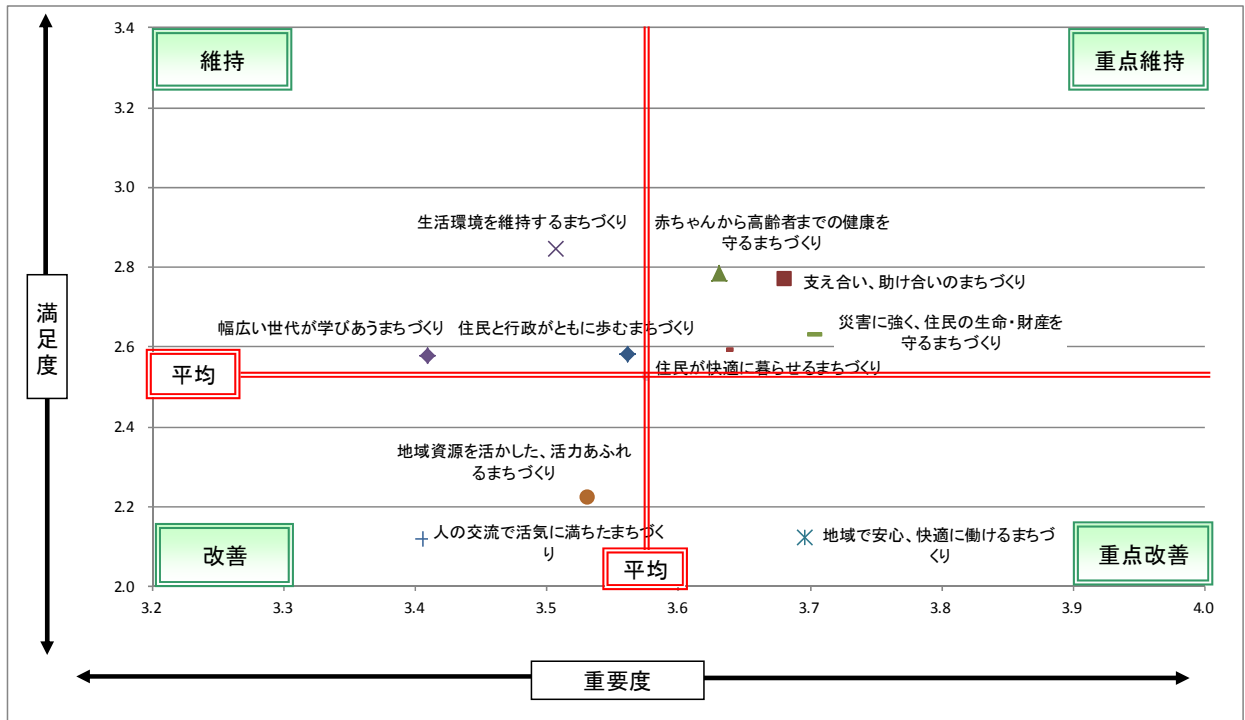 3.4
維持
重点維持
3.2
3.0
生活環境を維持するまちづくり
赤ちゃんから高齢者までの健康を
守るまちづくり
2.8
支え合い、助け合いのまちづくり
満足度
幅広い世代が学びあうまちづくり
住民と行政がともに歩むまちづくり
災害に強く、住民の生命・財産を
守るまちづくり
2.6
住民が快適に暮らせるまちづくり
平均
2.4
地域資源を活かした、活力あふれ
るまちづくり
2.2
人の交流で活気に満ちたまちづく
り
地域で安心、快適に働けるまちづ
くり
改善
平均
重点改善
2.0
3.2
3.3
3.4
3.5
3.6
3.7
3.8
3.9
4.0
重要度